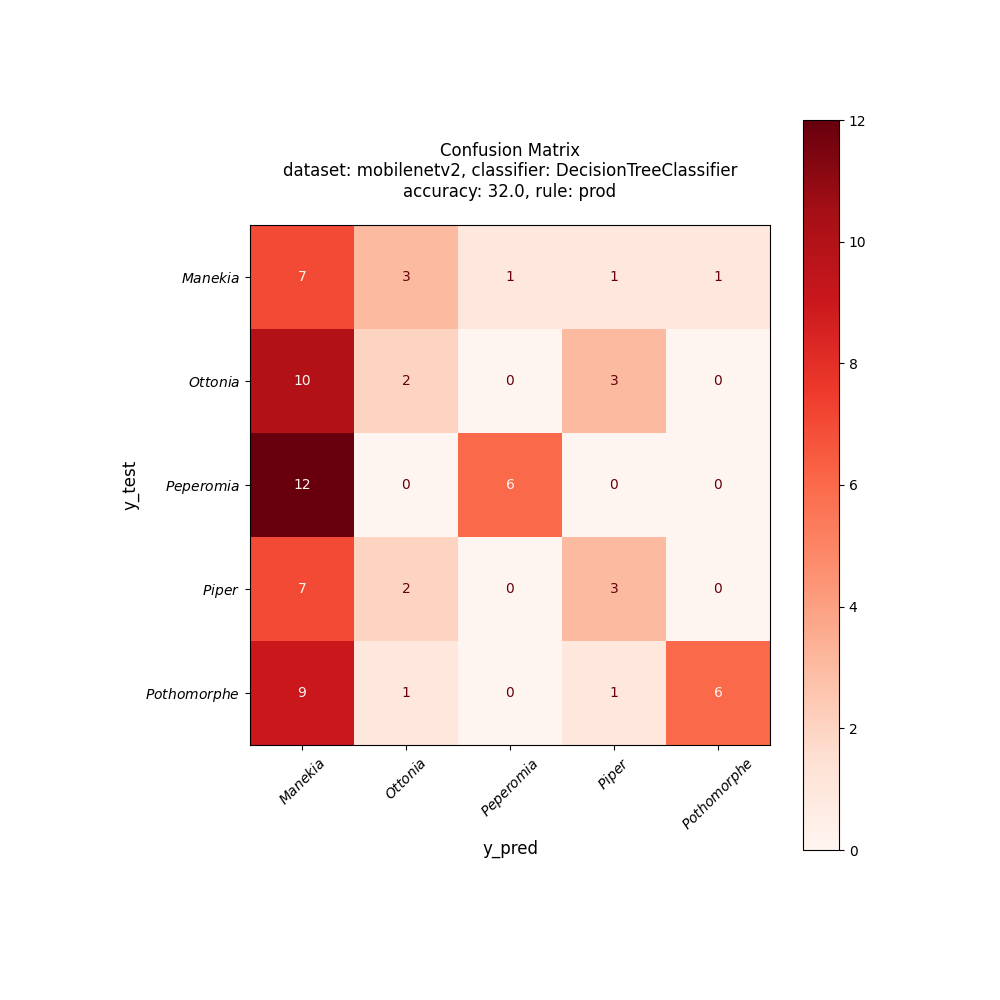 Confusion Matrix
dataset: mobilenetv2, classifier: DecisionTreeClassifier
accuracy: 32.0, rule: prod
12
10
8
6
4
2
0
y_test
Manekia 7 3 1 1 1
Ottonia 10 2 0 3 0
Peperomia 12 0 6 0 0
Piper 7 2 0 3 0
Pothomorphe 9 1 0 1 6
Manekia Ottonia Peperomia Piper Pothomorphe
y_pred